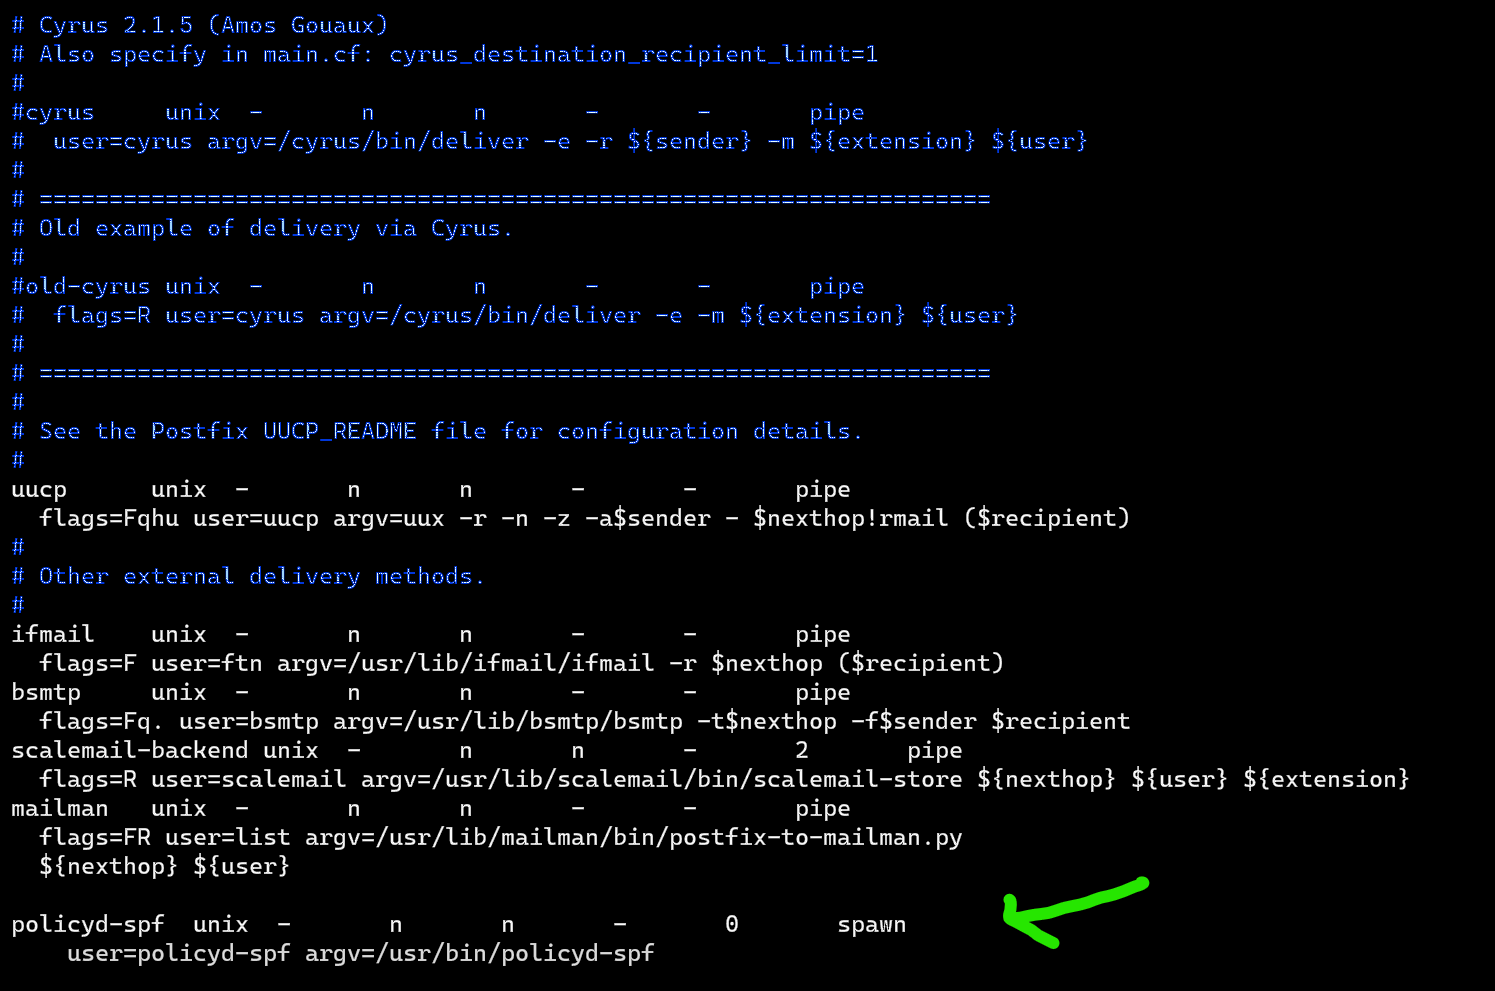 # Cyrus 2.1.5 (Amos Gouaux)
# Also specify in main.cf: cyrus_destination_recipient_limit=1
#
#cyrus     unix  -       n       n       -       -       pipe
#  user=cyrus argv=/cyrus/bin/deliver -e -r ${sender} -m ${extension} ${user}
#
# ====================================================================
# Old example of delivery via Cyrus.
#
#old-cyrus unix  -       n       n       -       -       pipe
#  flags=R user=cyrus argv=/cyrus/bin/deliver -e -m ${extension} ${user}
#
# ====================================================================
#
# See the Postfix UUCP_README file for configuration details.
#
uucp      unix  -       n       n       -       -       pipe
  flags=Fqhu user=uucp argv=uux -r -n -z -a$sender - $nexthop!rmail ($recipient)
#
# Other external delivery methods.
#
ifmail    unix  -       n       n       -       -       pipe
  flags=F user=ftn argv=/usr/lib/ifmail/ifmail -r $nexthop ($recipient)
bsmtp     unix  -       n       n       -       -       pipe
  flags=Fq. user=bsmtp argv=/usr/lib/bsmtp/bsmtp -t$nexthop -f$sender $recipient
scalemail-backend unix  -       n       n       -       2       pipe
  flags=R user=scalemail argv=/usr/lib/scalemail/bin/scalemail-store ${nexthop} ${user} ${extension}
mailman   unix  -       n       n       -       -       pipe
  flags=FR user=list argv=/usr/lib/mailman/bin/postfix-to-mailman.py
  ${nexthop} ${user}

policyd-spf  unix  -       n       n       -       0       spawn
    user=policyd-spf argv=/usr/bin/policyd-spf